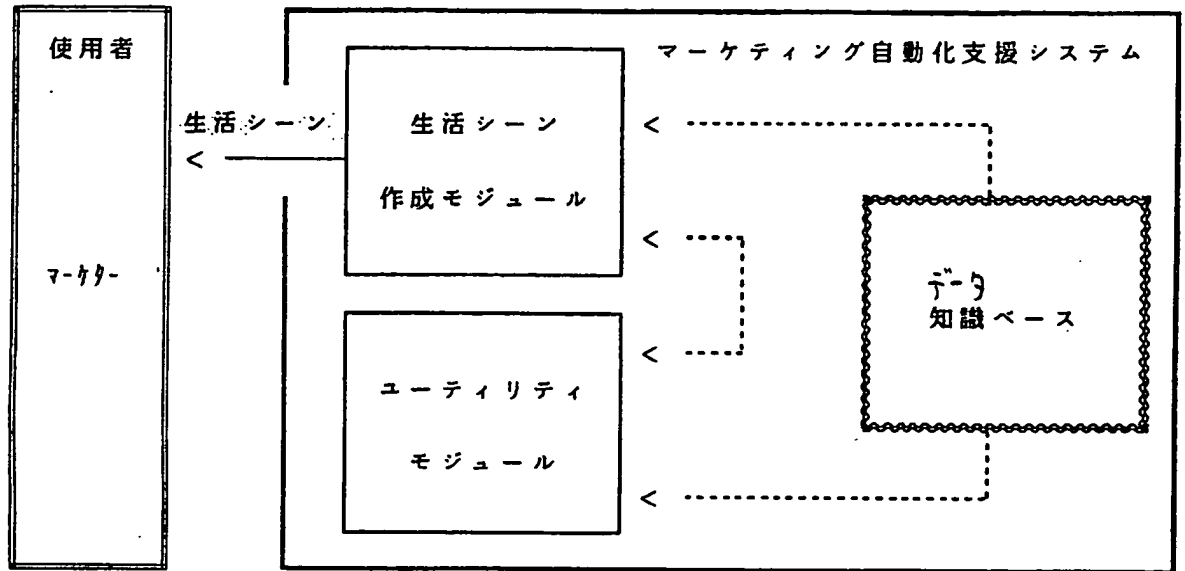 使用者
マーケター
生活シーン
マーケティング自動化支援システム
生活シーン
作成モジュール
ユーティリティ
モジュール
データ
知識ベース